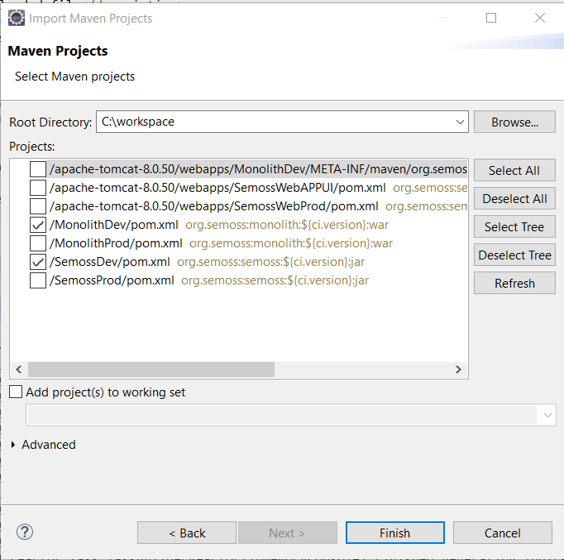 Import Maven Projects
Maven Projects
Select Maven projects
Root Directory: C:\workspace Browse...
Projects:
/apache-tomcat-8.0.50/webapps/MonolithDev/META-INF/maven/org.semos Select All
/apache-tomcat-8.0.50/webapps/SemossWebAPPUI/pom.xml org.semoss:se Deselect All
/apache-tomcat-8.0.50/webapps/SemossWebProd/pom.xml org.semoss:sem
/MonolithDev/pom.xml org.semoss:monolith:${ci.version}:war Select Tree
/MonolithProd/pom.xml org.semoss:monolith:${ci.version}:war Deselect Tree
/SemossDev/pom.xml org.semoss:semoss:${ci.version}:jar
/SemossProd/pom.xml org.semoss:semoss:${ci.version}:jar Refresh
Add project(s) to working set
Advanced
? < Back Next > Finish Cancel